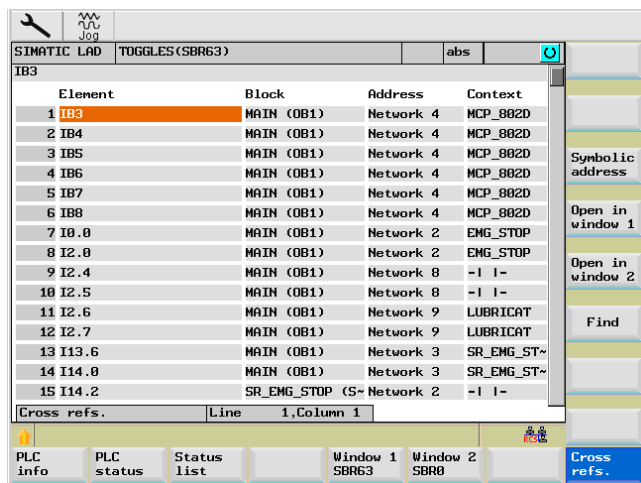 Jog
SIMATIC LAD TOGGLES(SBR63) abs
IB3
Element Block Address Context
1 IB3 MAIN (OB1) Network 4 MCP_802D
2 IB4 MAIN (OB1) Network 4 MCP_802D
3 IB5 MAIN (OB1) Network 4 MCP_802D
4 IB6 MAIN (OB1) Network 4 MCP_802D
5 IB7 MAIN (OB1) Network 4 MCP_802D
6 IB8 MAIN (OB1) Network 4 MCP_802D
7 I0.0 MAIN (OB1) Network 2 EMG_STOP
8 I2.0 MAIN (OB1) Network 2 EMG_STOP
9 I2.4 MAIN (OB1) Network 8 -| |-
10 I2.5 MAIN (OB1) Network 8 -| |-
11 I2.6 MAIN (OB1) Network 9 LUBRICAT
12 I2.7 MAIN (OB1) Network 9 LUBRICAT
13 I13.6 MAIN (OB1) Network 3 SR_EMG_ST~
14 I14.0 MAIN (OB1) Network 3 SR_EMG_ST~
15 I14.2 SR_EMG_STOP (S~ Network 2 -| |-
Cross refs. Line 1,Column 1
RCS
Symbolic
address
Open in
window 1
Open in
window 2
Find
PLC
info
PLC
status
Status
list
Window 1
SBR63
Window 2
SBR0
Cross
refs.